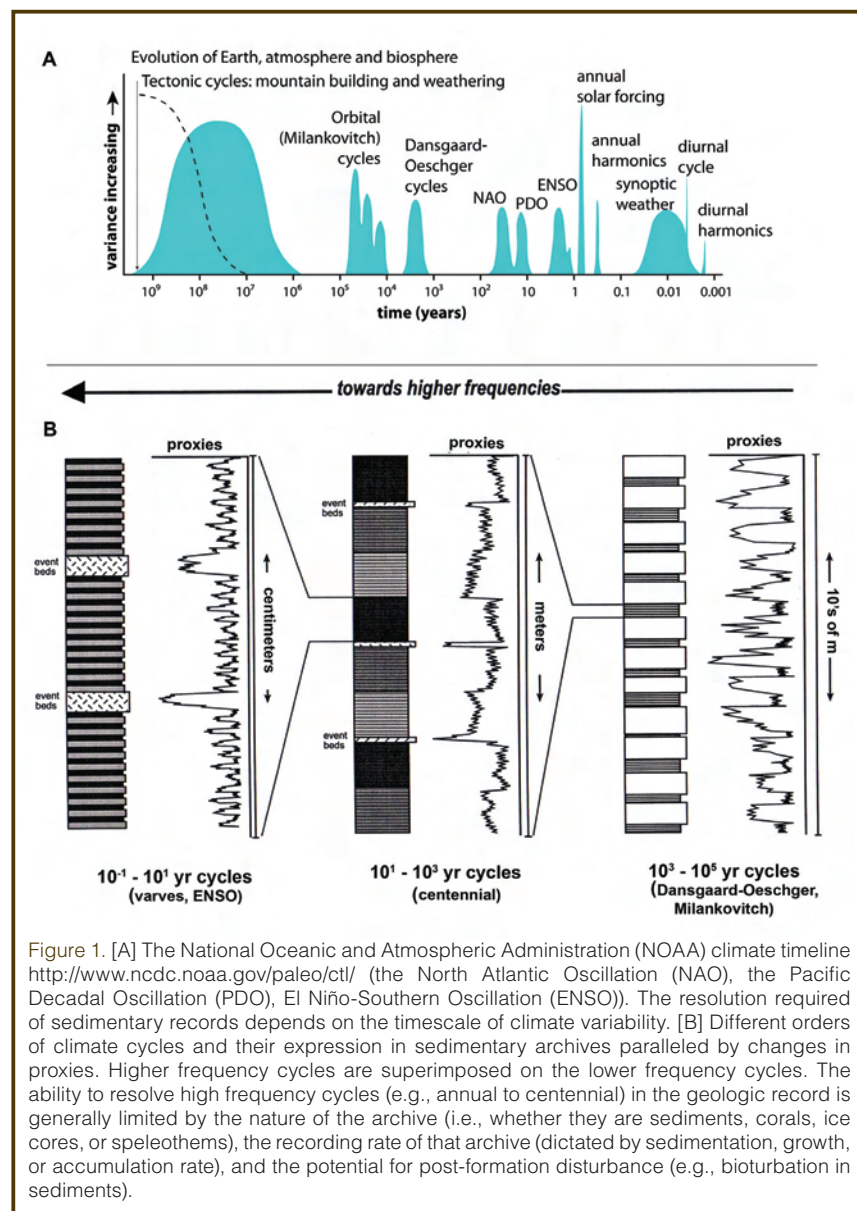 A
Evolution of Earth, atmosphere and biosphere
Tectonic cycles: mountain building and weathering
variance increasing
Orbital
(Milankovitch)
cycles
Dansgaard-
Oeschger
cycles
NAO
PDO
ENSO
annual
solar forcing
annual
harmonics
synoptic
weather
diurnal
cycle
diurnal
harmonics
10⁹ 10⁸ 10⁷ 10⁶ 10⁵ 10⁴ 10³ 10² 10 1 0.1 0.01 0.001
time (years)
towards higher frequencies
B
proxies
event
beds
event
beds
centimeters
10⁻¹ - 10¹ yr cycles
(varves, ENSO)
proxies
event
beds
event
beds
event
beds
meters
10¹ - 10³ yr cycles
(centennial)
proxies
10's of m
10³ - 10⁵ yr cycles
(Dansgaard-Oeschger,
Milankovitch)
Figure 1. [A] The National Oceanic and Atmospheric Administration (NOAA) climate timeline
http://www.ncdc.noaa.gov/paleo/ctl/ (the North Atlantic Oscillation (NAO), the Pacific
Decadal Oscillation (PDO), El Niño-Southern Oscillation (ENSO)). The resolution required
of sedimentary records depends on the timescale of climate variability. [B] Different orders
of climate cycles and their expression in sedimentary archives paralleled by changes in
proxies. Higher frequency cycles are superimposed on the lower frequency cycles. The
ability to resolve high frequency cycles (e.g., annual to centennial) in the geologic record is
generally limited by the nature of the archive (i.e., whether they are sediments, corals, ice
cores, or speleothems), the recording rate of that archive (dictated by sedimentation, growth,
or accumulation rate), and the potential for post-formation disturbance (e.g., bioturbation in
sediments).